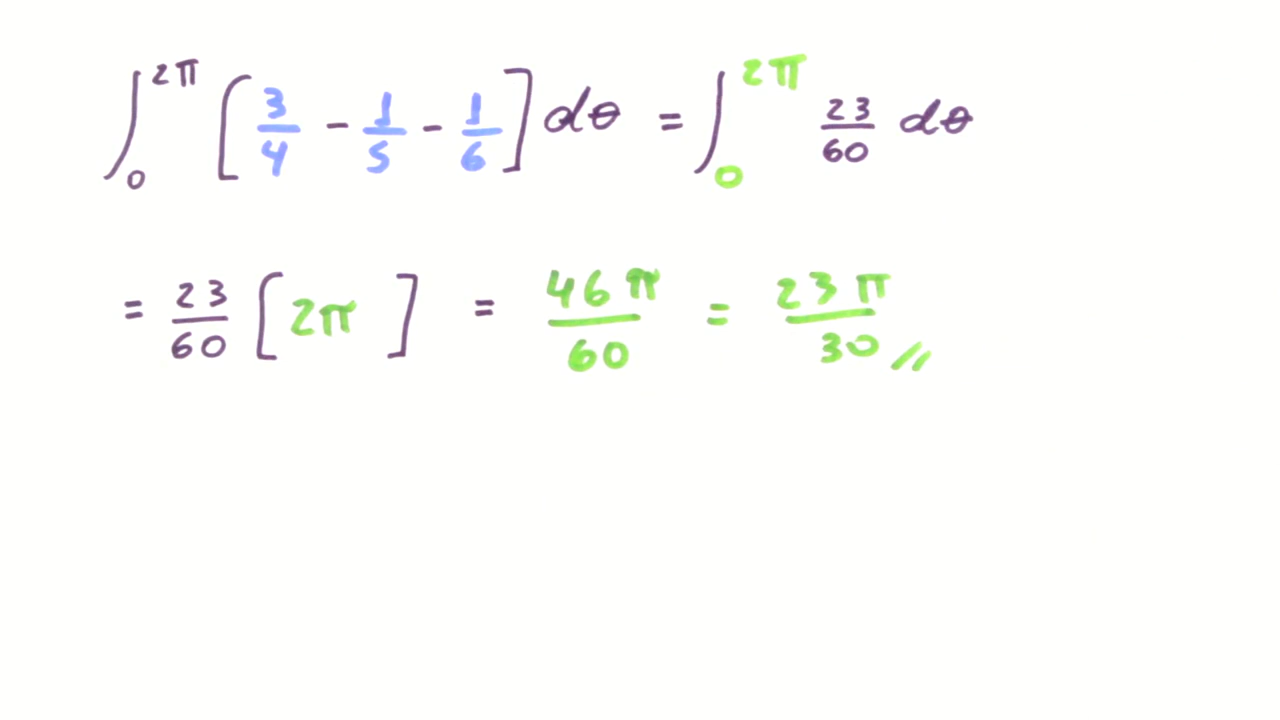 ∫₀^{2π} [3/4 - 1/5 - 1/6] dθ = ∫₀^{2π} 23/60 dθ
= 23/60 [2π] = 46π/60 = 23π/30 //